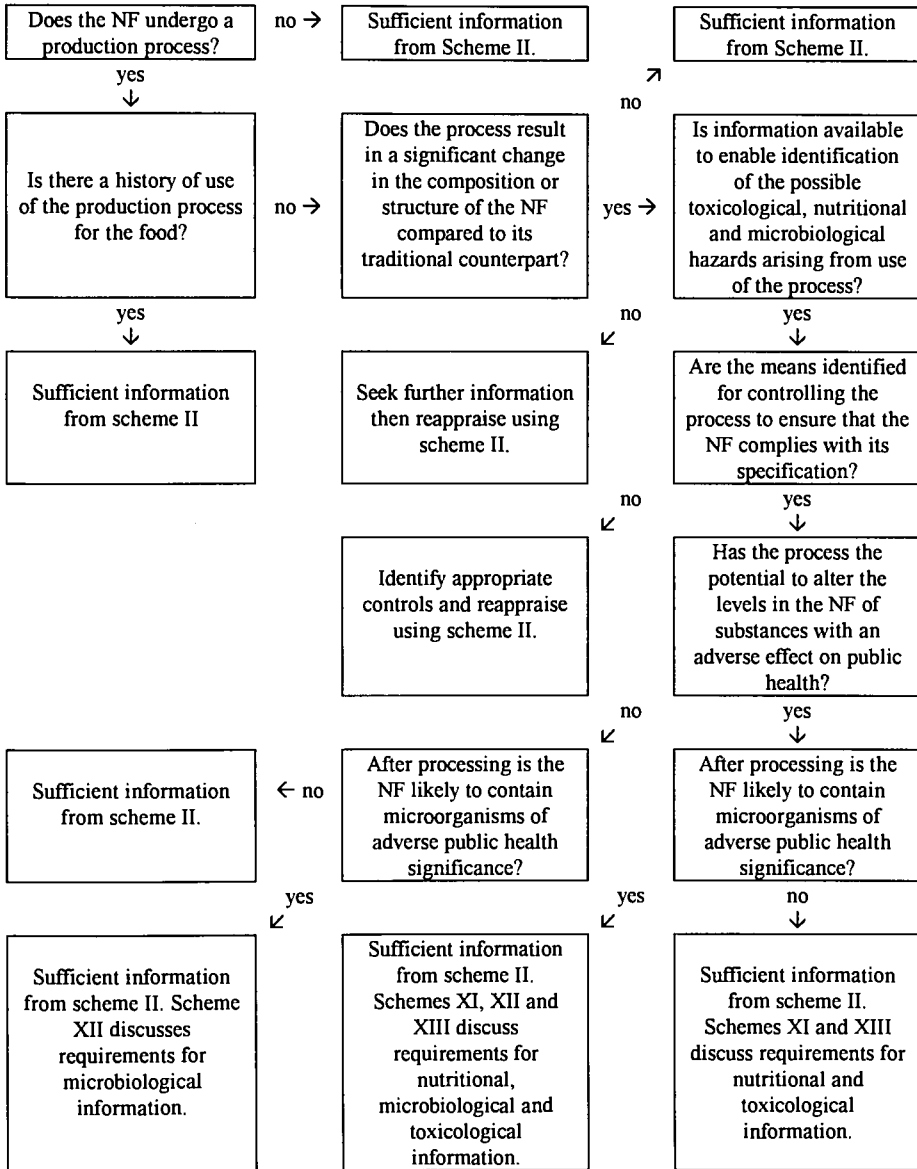 Does the NF undergo a
production process?
no →
Sufficient information
from Scheme II.
Sufficient information
from Scheme II.
yes
↓
↗
no
Is there a history of use
of the production process
for the food?
no →
Does the process result
in a significant change
in the composition or
structure of the NF
compared to its
traditional counterpart?
yes →
Is information available
to enable identification
of the possible
toxicological, nutritional
and microbiological
hazards arising from use
of the process?
yes
↓
no
↙
yes
↓
Sufficient information
from scheme II
Seek further information
then reappraise using
scheme II.
Are the means identified
for controlling the
process to ensure that the
NF complies with its
specification?
no
↙
yes
↓
Identify appropriate
controls and reappraise
using scheme II.
Has the process the
potential to alter the
levels in the NF of
substances with an
adverse effect on public
health?
no
↙
yes
↓
Sufficient information
from scheme II.
← no
After processing is the
NF likely to contain
microorganisms of
adverse public health
significance?
After processing is the
NF likely to contain
microorganisms of
adverse public health
significance?
yes
↙
yes
↙
no
↓
Sufficient information
from scheme II. Scheme
XII discusses
requirements for
microbiological
information.
Sufficient information
from scheme II.
Schemes XI, XII and
XIII discuss
requirements for
nutritional,
microbiological and
toxicological
information.
Sufficient information
from scheme II.
Schemes XI and XIII
discuss requirements for
nutritional and
toxicological
information.